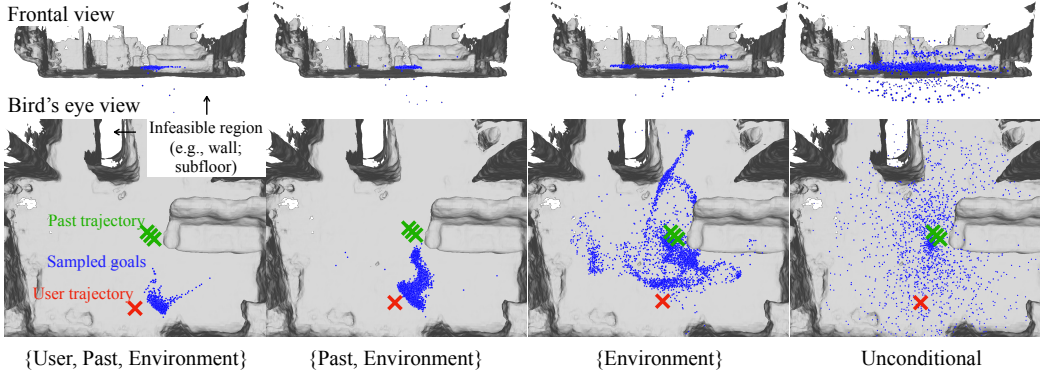 Frontal view
Bird's eye view
Infeasible region
(e.g., wall;
subfloor)
Past trajectory
Sampled goals
User trajectory
{User, Past, Environment}
{Past, Environment}
{Environment}
Unconditional